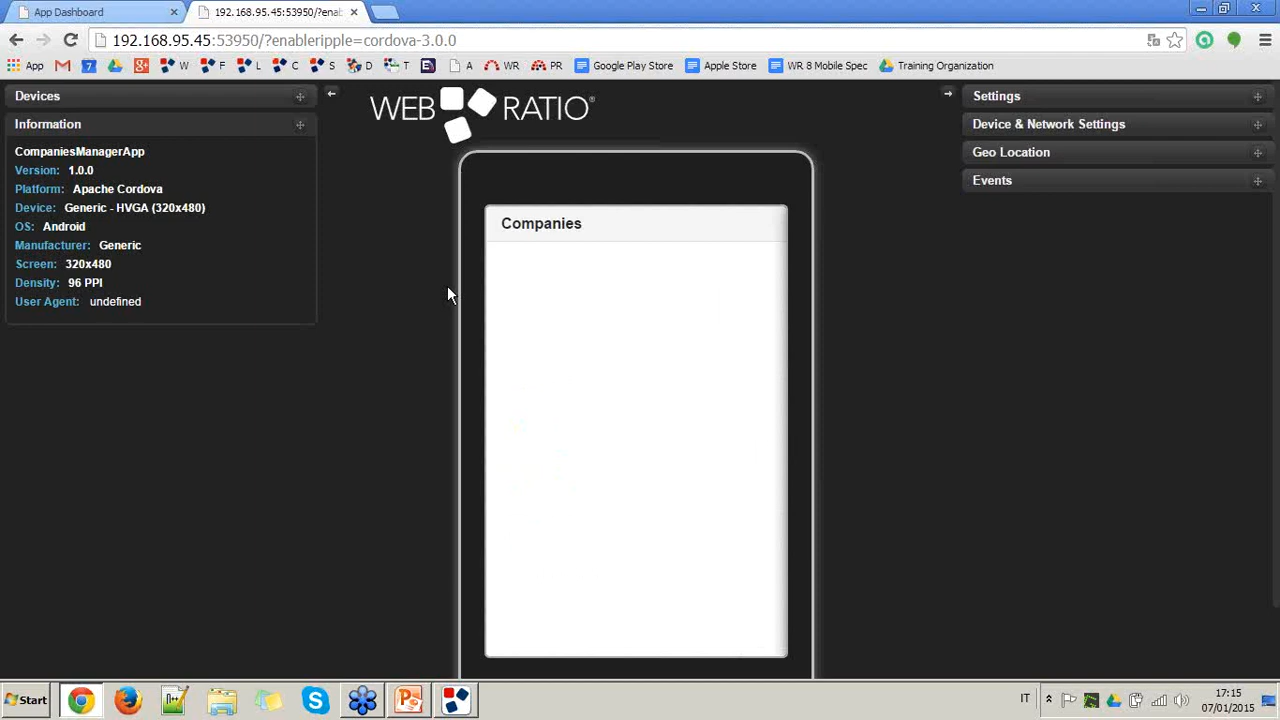 App Dashboard
192.168.95.45:53950/?enab
192.168.95.45:53950/?enableripple=cordova-3.0.0
App 7 W F L C S D T A WR PR Google Play Store Apple Store WR 8 Mobile Spec Training Organization
Devices
Information
CompaniesManagerApp
Version: 1.0.0
Platform: Apache Cordova
Device: Generic - HVGA (320x480)
OS: Android
Manufacturer: Generic
Screen: 320x480
Density: 96 PPI
User Agent: undefined
WEB RATIO®
Companies
Settings
Device & Network Settings
Geo Location
Events
Start
IT
17:15
07/01/2015